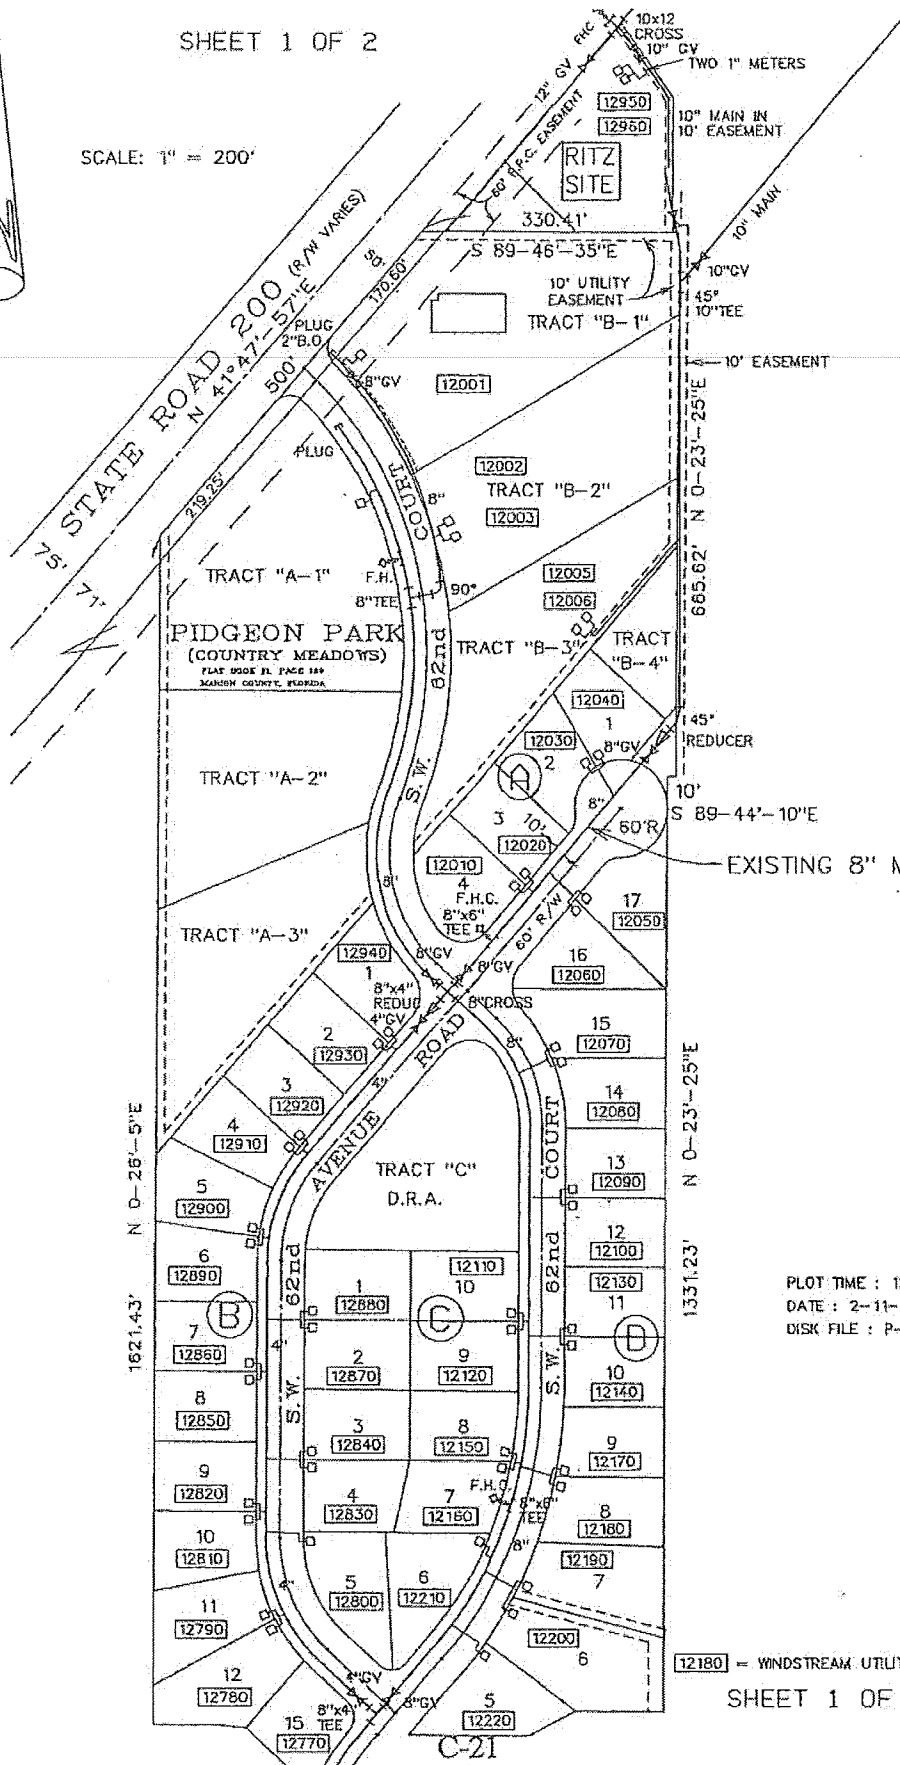 SHEET 1 OF 2
SCALE: 1" = 200'
12" GV
FHC
10x12
CROSS
10" GV
TWO 1" METERS
12950
12960
10" MAIN IN
10' EASEMENT
RITZ
SITE
60' F.P.C. EASEMENT
330.41'
S 89-46'-35"E
10" MAIN
10"GV
10' UTILITY
EASEMENT
45°
10"TEE
TRACT "B-1"
STATE ROAD 200 (R/W VARIES)
N 41°47'-57"E
50'
170.60'
PLUG
2"B.O.
500'
8"GV
12001
10' EASEMENT
N 0-23'-25"E
665.62'
PLUG
219.25'
COURT
8"
12002
TRACT "B-2"
12003
75'
71'
TRACT "A-1"
F.H.
8"TEE
90°
12005
12006
PIDGEON PARK
(COUNTRY MEADOWS)
PLAT BOOK
MARION COUNTY, FLORIDA
62nd
S.W.
TRACT "B-3"
TRACT
"B-4"
12040
1
8"GV
45°
REDUCER
12030
2
A
TRACT "A-2"
10'
S 89-44'-10"E
8"
60'R
3
10'
12020
EXISTING 8" M
12010
4
F.H.C.
8"x6"
TEE
8"
60' R/W
17
12050
TRACT "A-3"
12940
1
8"GV
8"GV
16
12060
8"x4"
REDUC
4"GV
8"CROSS
2
12930
ROAD
8"
15
12070
3
12920
4"
14
12080
4
12910
AVENUE
TRACT "C"
D.R.A.
COURT
13
12090
N 0-26'-5"E
N 0-23'-25"E
5
12900
6
12890
62nd
12110
10
62nd
12
12100
12130
11
1
12880
B
C
D
1621.43'
1331.23'
7
12860
4"
2
12870
9
12120
10
12140
S.W.
S.W.
8
12850
3
12840
8
12150
9
12170
9
12820
4
12830
7
12160
F.H.C.
8"x6"
TEE
8
12180
10
12810
8"
12190
7
5
12800
6
12210
11
12790
4"
12200
6
12
12780
4"GV
8"GV
8"x4"
TEE
5
12220
15
12770
PLOT TIME : 1
DATE : 2-11-
DISK FILE : P-
12180 = WINDSTREAM UTILI
SHEET 1 OF
C-21